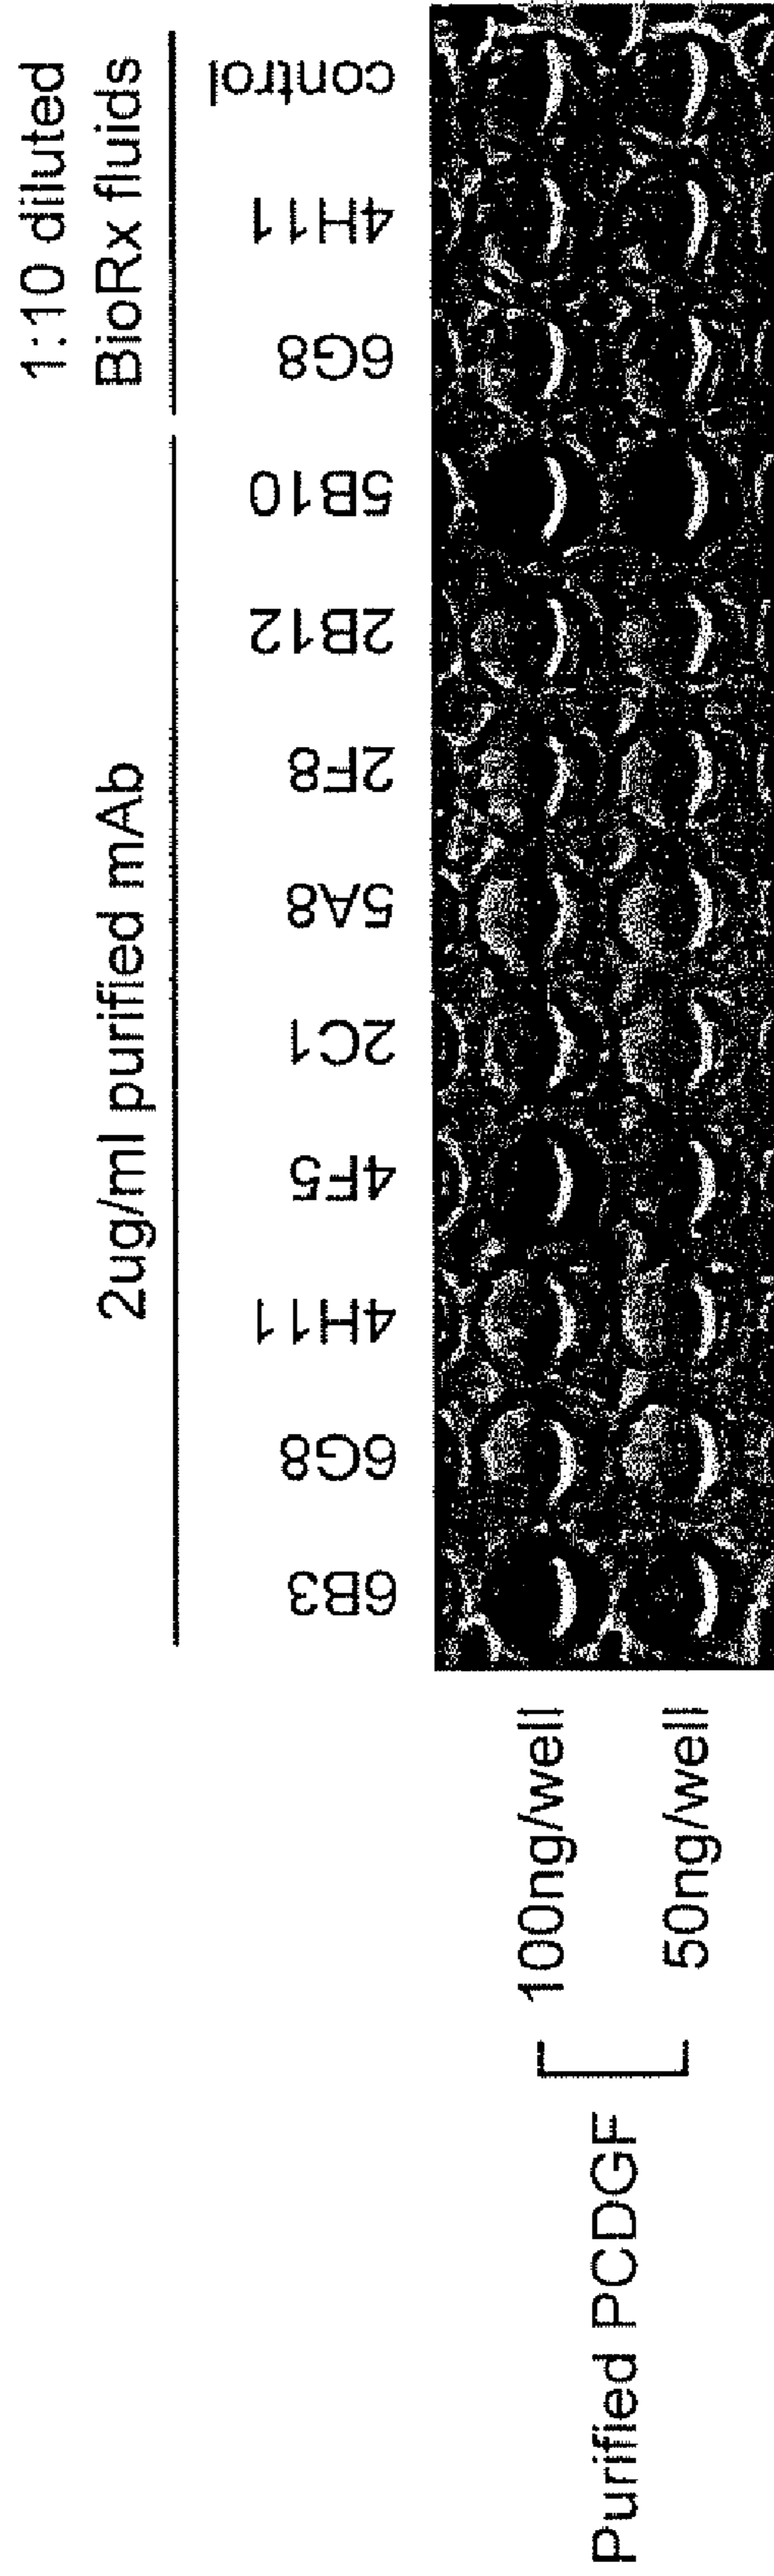 2ug/ml purified mAb
1:10 diluted
BioRx fluids
6B3
6G8
4H11
4F5
2C1
5A8
2F8
2B12
5B10
6G8
4H11
control
Purified PCDGF
100ng/well
50ng/well